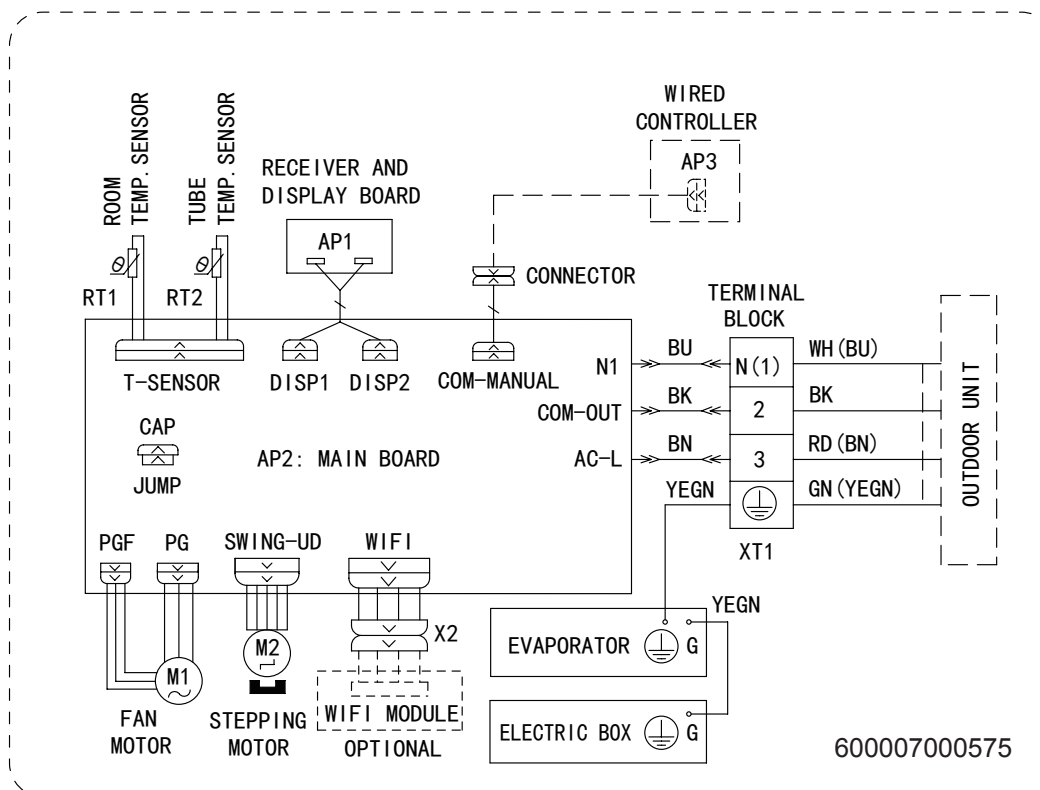 WIRED
CONTROLLER
AP3
ROOM
TEMP. SENSOR
TUBE
TEMP. SENSOR
RECEIVER AND
DISPLAY BOARD
AP1
θ
θ
RT1
RT2
CONNECTOR
TERMINAL
BLOCK
T-SENSOR
DISP1
DISP2
COM-MANUAL
N1
BU
N(1)
WH(BU)
COM-OUT
BK
2
BK
AC-L
BN
3
RD(BN)
YEGN
GN(YEGN)
XT1
OUTDOOR UNIT
CAP
JUMP
AP2: MAIN BOARD
PGF
PG
SWING-UD
WIFI
X2
M1
M2
FAN
MOTOR
STEPPING
MOTOR
WIFI MODULE
OPTIONAL
YEGN
EVAPORATOR
G
ELECTRIC BOX
G
600007000575